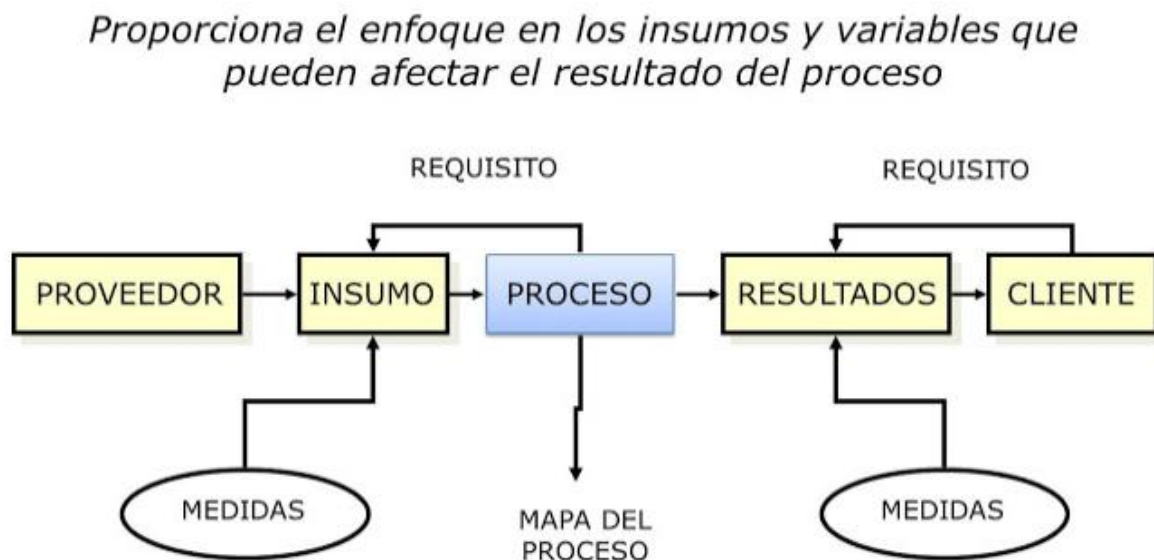 Proporciona el enfoque en los insumos y variables que
pueden afectar el resultado del proceso
REQUISITO
REQUISITO
PROVEEDOR
INSUMO
PROCESO
RESULTADOS
CLIENTE
MEDIDAS
MAPA DEL
PROCESO
MEDIDAS